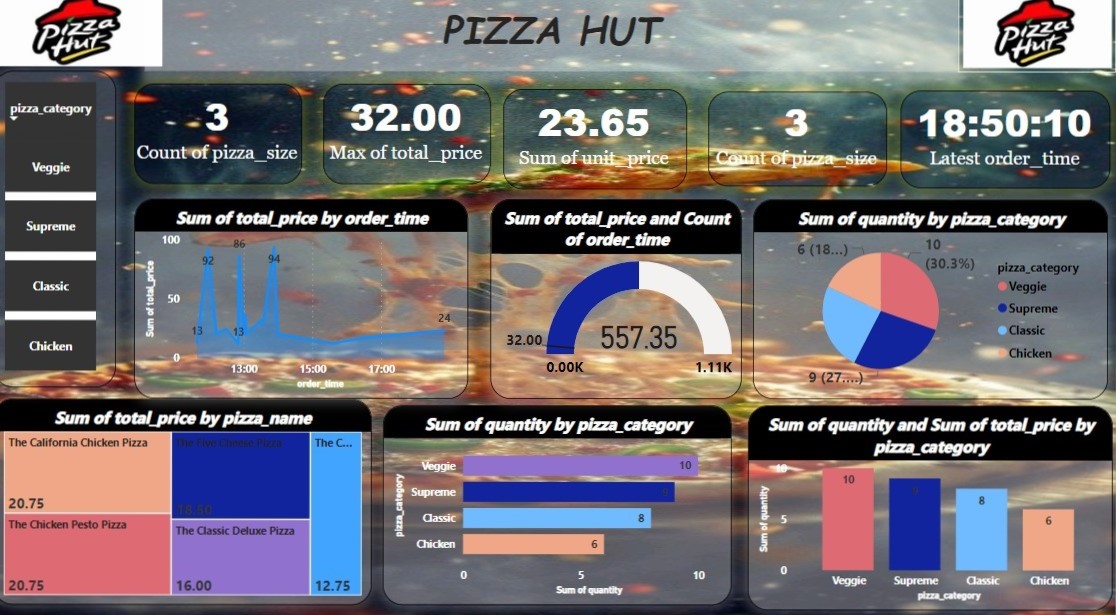 Pizza
Hut
PIZZA HUT
Pizza
Hut
pizza_category
Veggie
Supreme
Classic
Chicken
3
Count of pizza_size
32.00
Max of total_price
23.65
Sum of unit_price
3
Count of pizza_size
18:50:10
Latest order_time
Sum of total_price by order_time
Sum of total_price
100
50
0
13
92
86
13
94
24
13:00
15:00
17:00
order_time
Sum of total_price and Count
of order_time
32.00
557.35
0.00K
1.11K
Sum of quantity by pizza_category
6 (18...)
10
(30.3%)
9 (27....)
pizza_category
Veggie
Supreme
Classic
Chicken
Sum of total_price by pizza_name
The California Chicken Pizza
20.75
The Chicken Pesto Pizza
20.75
The Five Cheese Pizza
18.50
The Classic Deluxe Pizza
16.00
The C...
12.75
Sum of quantity by pizza_category
pizza_category
Veggie
10
Supreme
9
Classic
8
Chicken
6
0
5
10
Sum of quantity
Sum of quantity and Sum of total_price by
pizza_category
Sum of quantity
10
5
0
10
9
8
6
Veggie
Supreme
Classic
Chicken
pizza_category